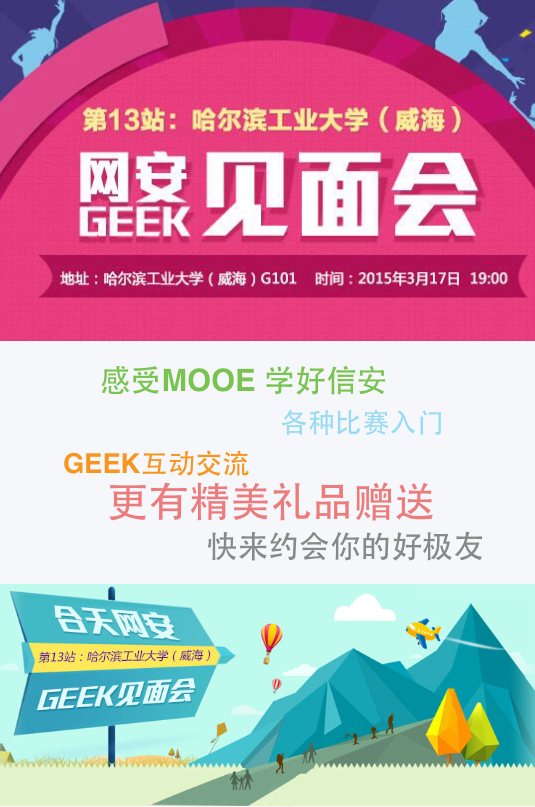 第13站：哈尔滨工业大学（威海）
网安
GEEK
见面会
地址：哈尔滨工业大学（威海）G101 时间：2015年3月17日 19:00
感受MOOE 学好信安
各种比赛入门
GEEK互动交流
更有精美礼品赠送
快来约会你的好极友
合天网安
第13站：哈尔滨工业大学（威海）
GEEK见面会